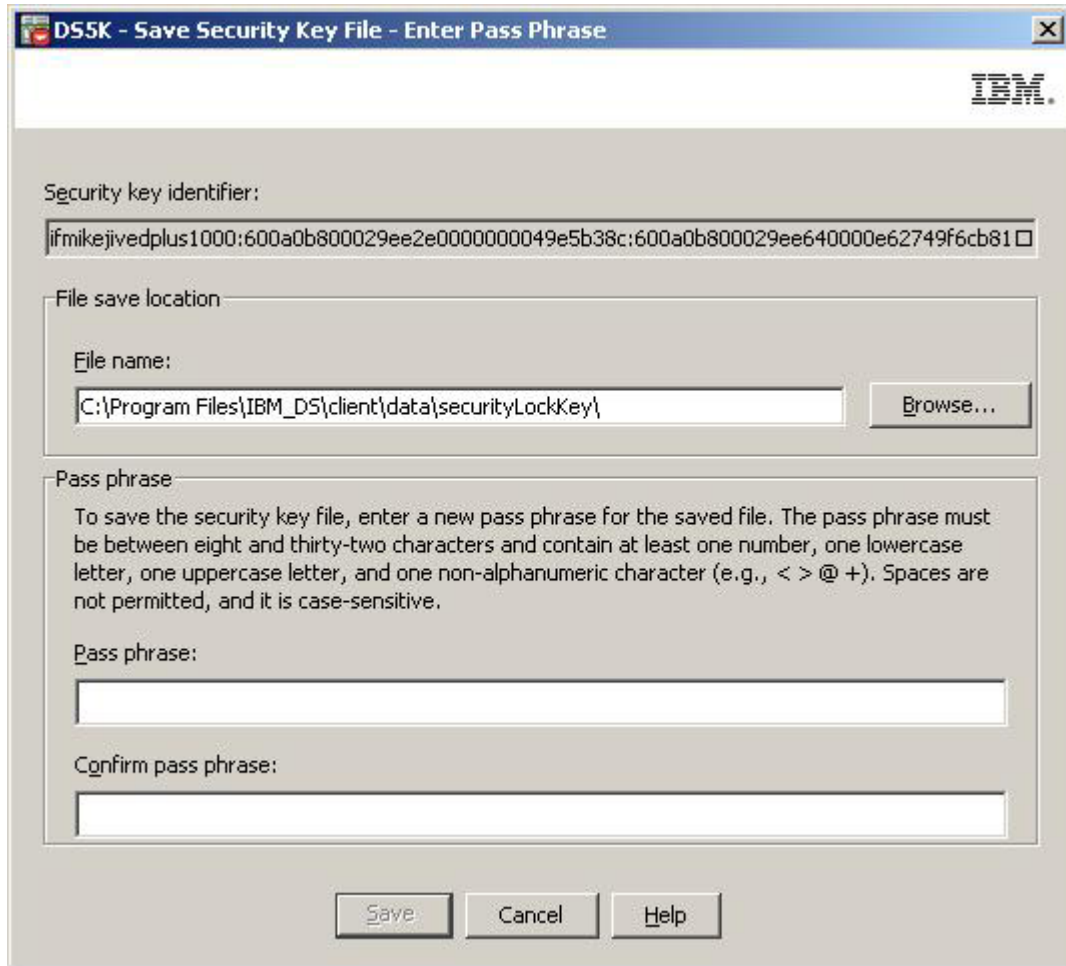 DS5K - Save Security Key File - Enter Pass Phrase
IBM.
Security key identifier:
ifmikejivedplus1000:600a0b800029ee2e0000000049e5b38c:600a0b800029ee640000e62749f6cb81
File save location
File name:
C:\Program Files\IBM_DS\client\data\securityLockKey\
Browse...
Pass phrase
To save the security key file, enter a new pass phrase for the saved file. The pass phrase must
be between eight and thirty-two characters and contain at least one number, one lowercase
letter, one uppercase letter, and one non-alphanumeric character (e.g., < > @ +). Spaces are
not permitted, and it is case-sensitive.
Pass phrase:
Confirm pass phrase:
Save
Cancel
Help